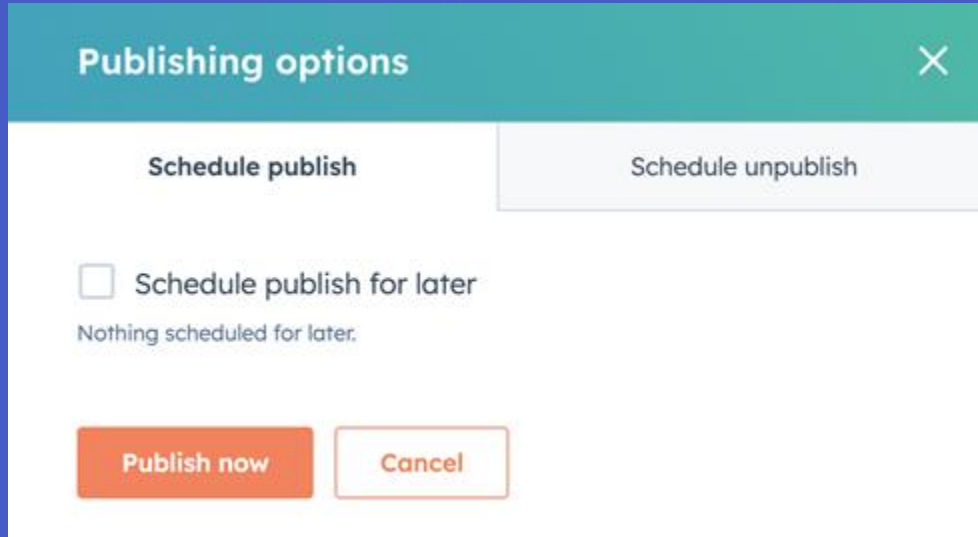 Publishing options
Schedule publish
Schedule unpublish
Schedule publish for later
Nothing scheduled for later.
Publish now
Cancel